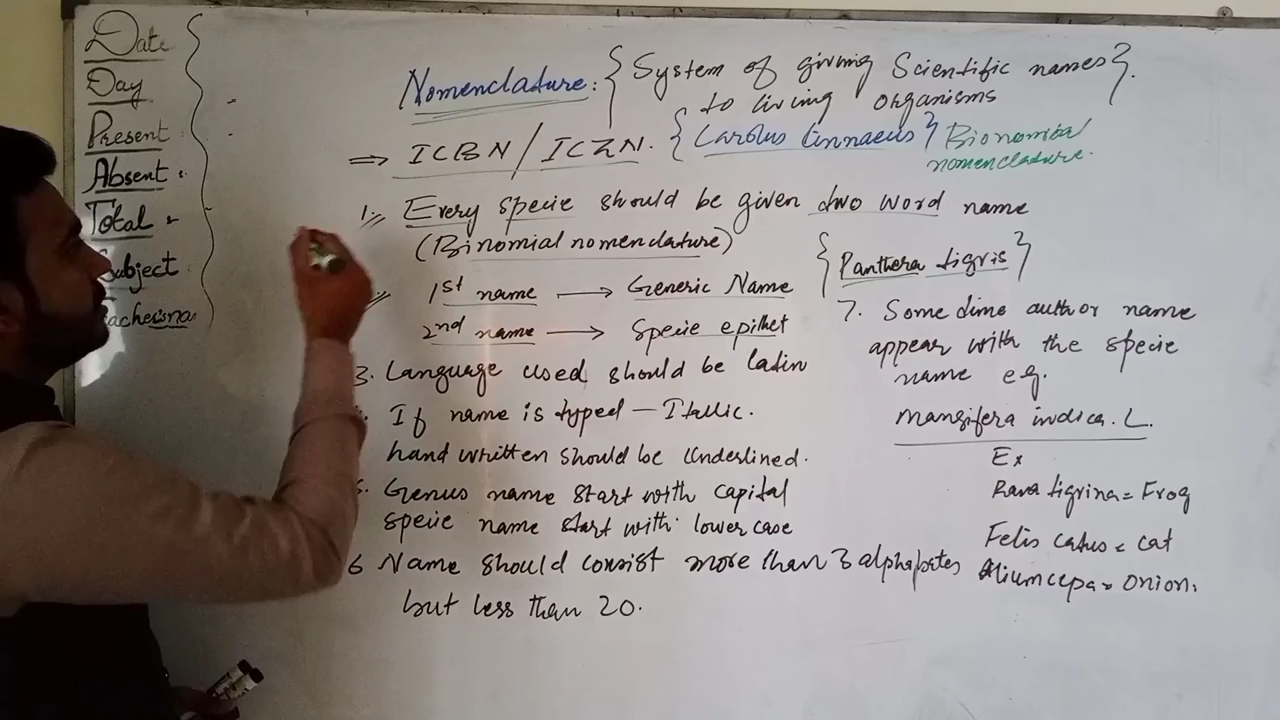 Date
Day
Present
Absent :
Total
Subject
Nomenclature : { System of giving Scientific names }.
to living organisms
⇒ ICBN / ICZN. { Carolus Linnaeus } Bionomial
nomenclature.
1. Every specie should be given two word name
(Binomial nomenclature)
{ Panthera tigris }
1st name → Generic Name
2nd name → Specie epithet
3. Language used should be latin
If name is typed — Itallic.
hand written should be Underlined.
Genus name start with capital
specie name start with lower case
6 Name should consist more than 3 alphabetes
but less than 20.
7. Some time author name
appear with the specie
name eg.
mangifera indica. L.
Ex
Rana tigrina = Frog
Felis catus = cat
Alium cepa = onion.